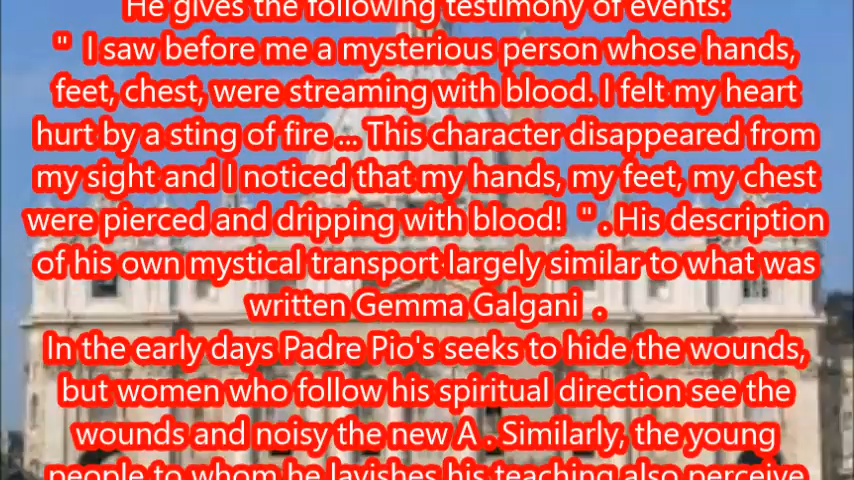 He gives the following testimony of events:
" I saw before me a mysterious person whose hands,
feet, chest, were streaming with blood. I felt my heart
hurt by a sting of fire ... This character disappeared from
my sight and I noticed that my hands, my feet, my chest
were pierced and dripping with blood! " . His description
of his own mystical transport largely similar to what was
written Gemma Galgani .
In the early days Padre Pio's seeks to hide the wounds,
but women who follow his spiritual direction see the
wounds and noisy the new A . Similarly, the young
people to whom he lavishes his teaching also perceive